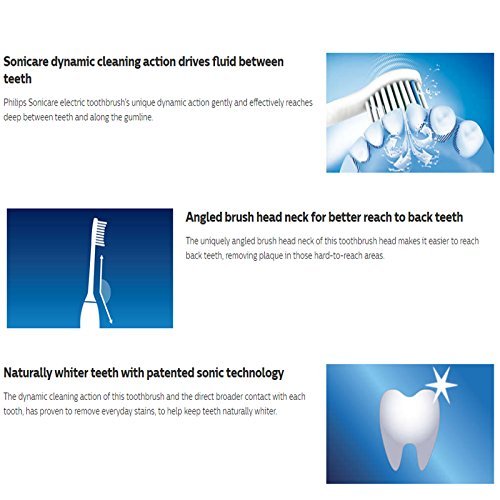 Sonicare dynamic cleaning action drives fluid between
teeth
Philips Sonicare electric toothbrush's unique dynamic action gently and effectively reaches
deep between teeth and along the gumline.
Angled brush head neck for better reach to back teeth
The uniquely angled brush head neck of this toothbrush head makes it easier to reach
back teeth, removing plaque in those hard-to-reach areas.
Naturally whiter teeth with patented sonic technology
The dynamic cleaning action of this toothbrush and the direct broader contact with each
tooth, has proven to remove everyday stains, to help keep teeth naturally whiter.